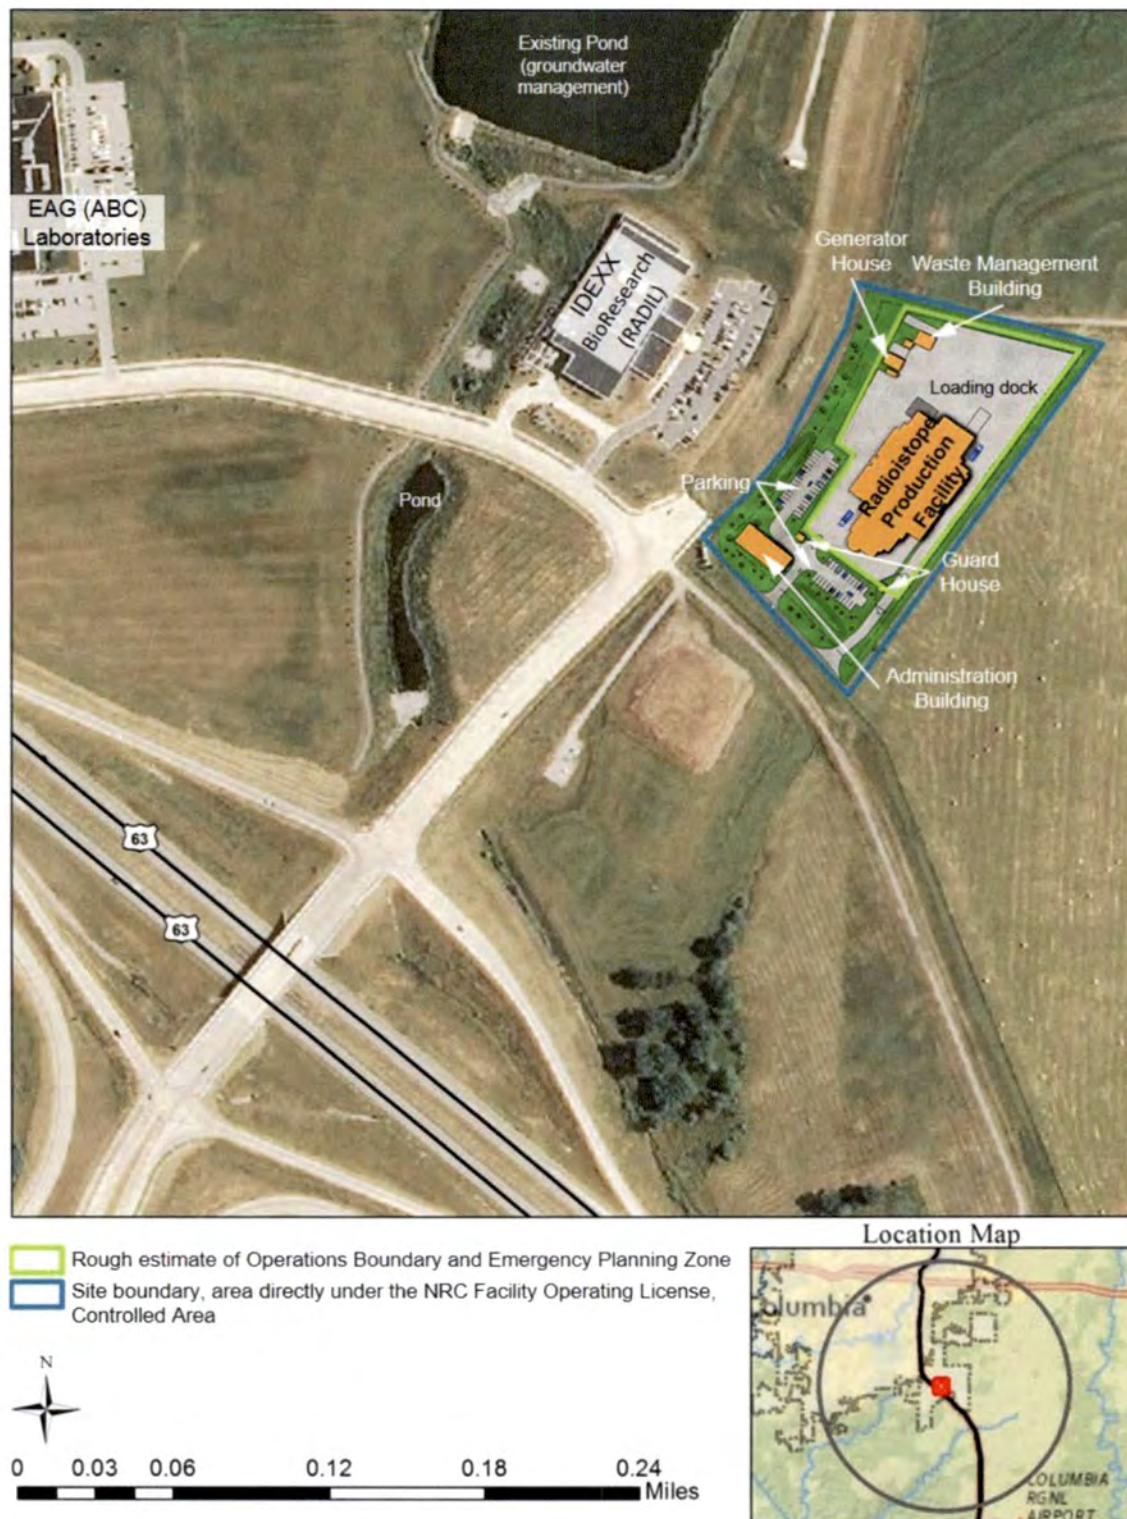 Existing Pond
(groundwater
management)
EAG (ABC)
Laboratories
IDEXX
BioResearch
(RADIL)
Generator
House
Waste Management
Building
Loading dock
Radioistope
Production
Facility
Parking
Pond
Guard
House
Administration
Building
63
63
Rough estimate of Operations Boundary and Emergency Planning Zone
Site boundary, area directly under the NRC Facility Operating License,
Controlled Area
Location Map
olumbia
COLUMBIA
RGNL
AIRPORT
N
0 0.03 0.06 0.12 0.18 0.24
Miles